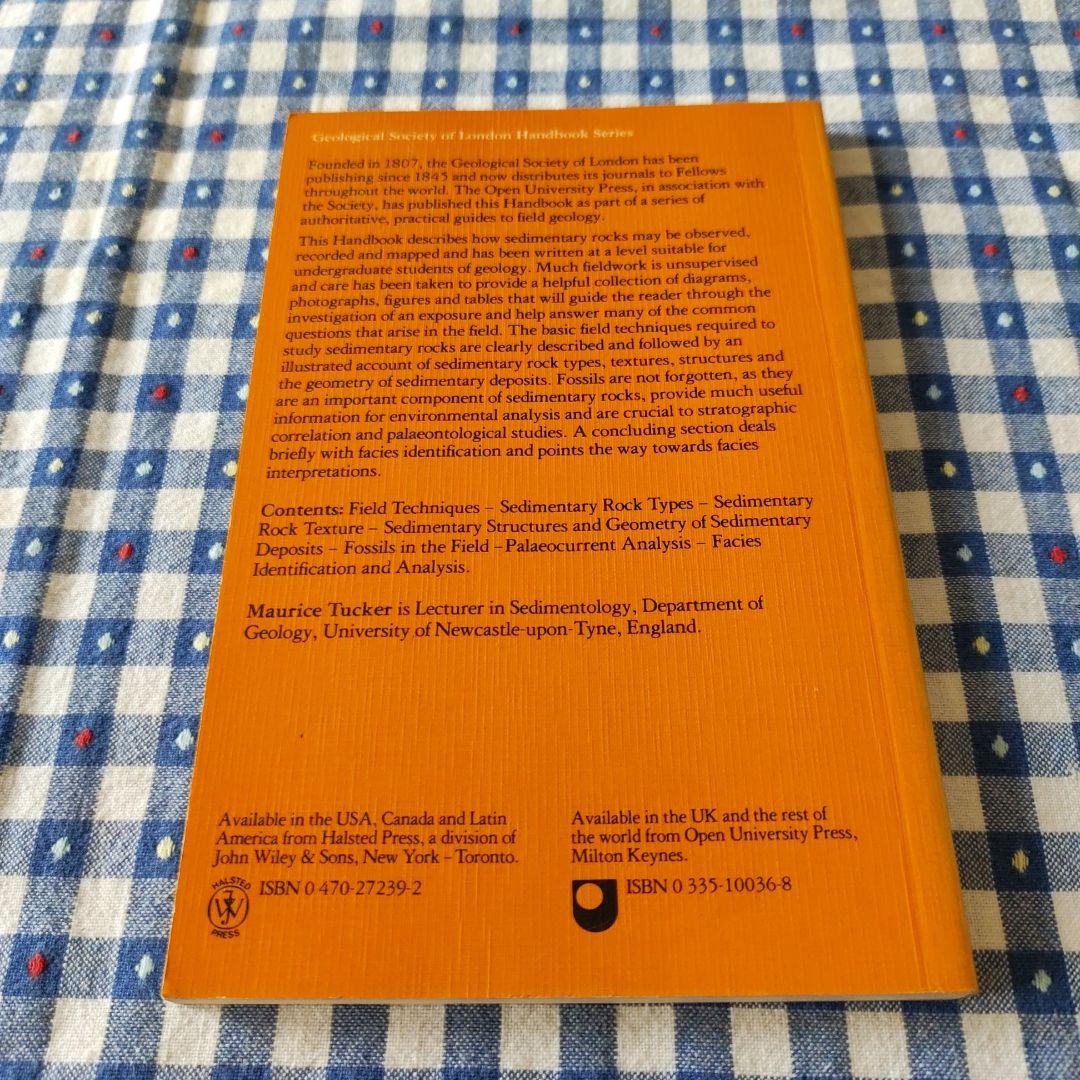 Geological Society of London Handbook Series
Founded in 1807, the Geological Society of London has been
publishing since 1845 and now distributes its journals to Fellows
throughout the world. The Open University Press, in association with
the Society, has published this Handbook as part of a series of
authoritative, practical guides to field geology.
This Handbook describes how sedimentary rocks may be observed,
recorded and mapped and has been written at a level suitable for
undergraduate students of geology. Much fieldwork is unsupervised
and care has been taken to provide a helpful collection of diagrams,
photographs, figures and tables that will guide the reader through the
investigation of an exposure and help answer many of the common
questions that arise in the field. The basic field techniques required to
study sedimentary rocks are clearly described and followed by an
illustrated account of sedimentary rock types, textures, structures and
the geometry of sedimentary deposits. Fossils are not forgotten, as they
are an important component of sedimentary rocks, provide much useful
information for environmental analysis and are crucial to stratographic
correlation and palaeontological studies. A concluding section deals
briefly with facies identification and points the way towards facies
interpretations.
Contents: Field Techniques – Sedimentary Rock Types – Sedimentary
Rock Texture – Sedimentary Structures and Geometry of Sedimentary
Deposits – Fossils in the Field – Palaeocurrent Analysis – Facies
Identification and Analysis.
Maurice Tucker is Lecturer in Sedimentology, Department of
Geology, University of Newcastle-upon-Tyne, England.
Available in the USA, Canada and Latin
America from Halsted Press, a division of
John Wiley & Sons, New York – Toronto.
HALSTED
JW
PRESS
ISBN 0 470-27239-2
Available in the UK and the rest of
the world from Open University Press,
Milton Keynes.
ISBN 0 335-10036-8